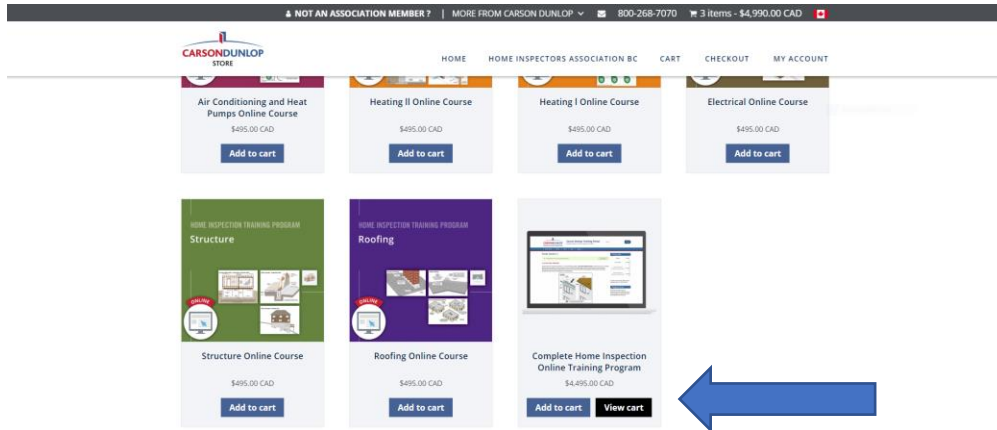 NOT AN ASSOCIATION MEMBER ? | MORE FROM CARSON DUNLOP 800-268-7070 3 items - $4,990.00 CAD
CARSONDUNLOP
STORE
HOME HOME INSPECTORS ASSOCIATION BC CART CHECKOUT MY ACCOUNT
Air Conditioning and Heat
Pumps Online Course
$495.00 CAD
Add to cart
Heating ll Online Course
$495.00 CAD
Add to cart
Heating l Online Course
$495.00 CAD
Add to cart
Electrical Online Course
$495.00 CAD
Add to cart
HOME INSPECTION TRAINING PROGRAM
Structure
ONLINE
Structure Online Course
$495.00 CAD
Add to cart
HOME INSPECTION TRAINING PROGRAM
Roofing
ONLINE
Roofing Online Course
$495.00 CAD
Add to cart
Complete Home Inspection
Online Training Program
$4,495.00 CAD
Add to cart View cart